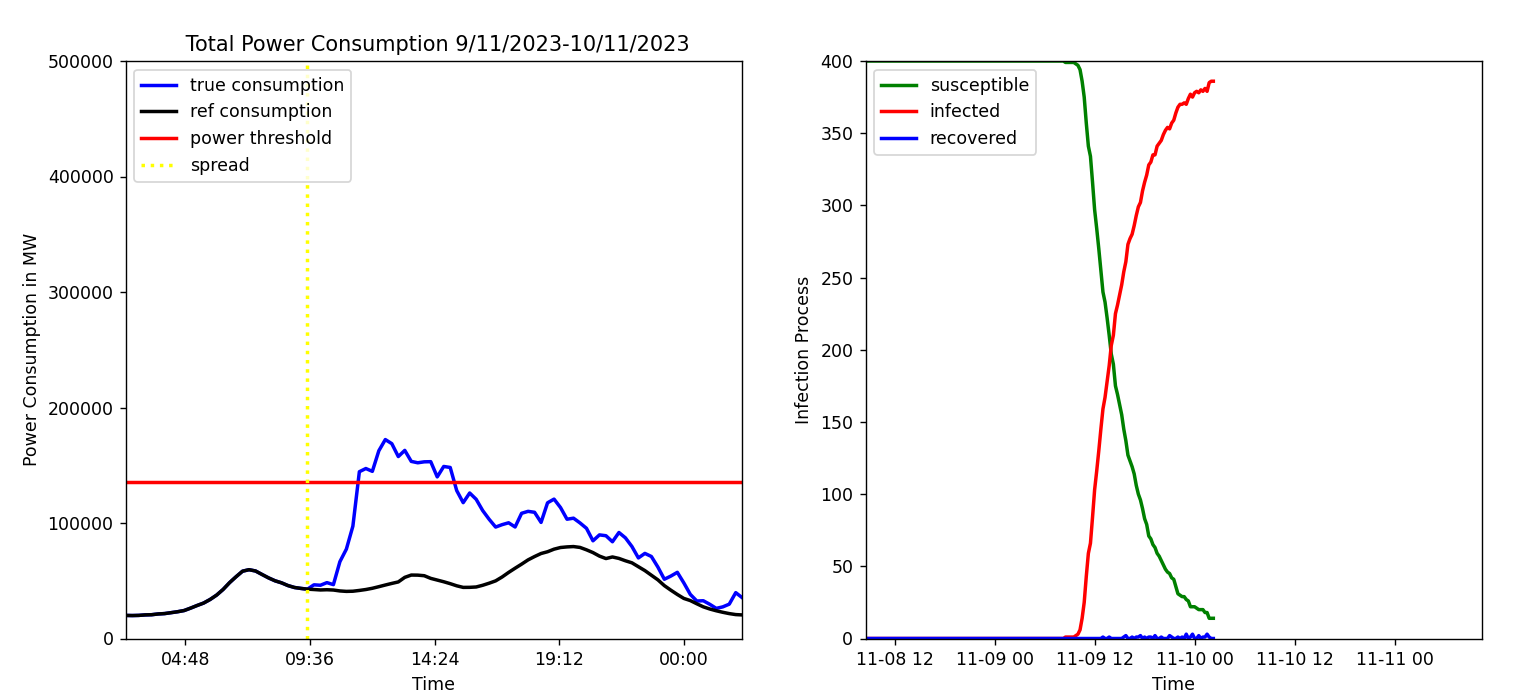 Total Power Consumption 9/11/2023-10/11/2023
500000
400000
300000
200000
100000
0
Power Consumption in MW
true consumption
ref consumption
power threshold
spread
04:48
09:36
14:24
19:12
00:00
Time
400
350
300
250
200
150
100
50
0
Infection Process
susceptible
infected
recovered
11-08 12
11-09 00
11-09 12
11-10 00
11-10 12
11-11 00
Time